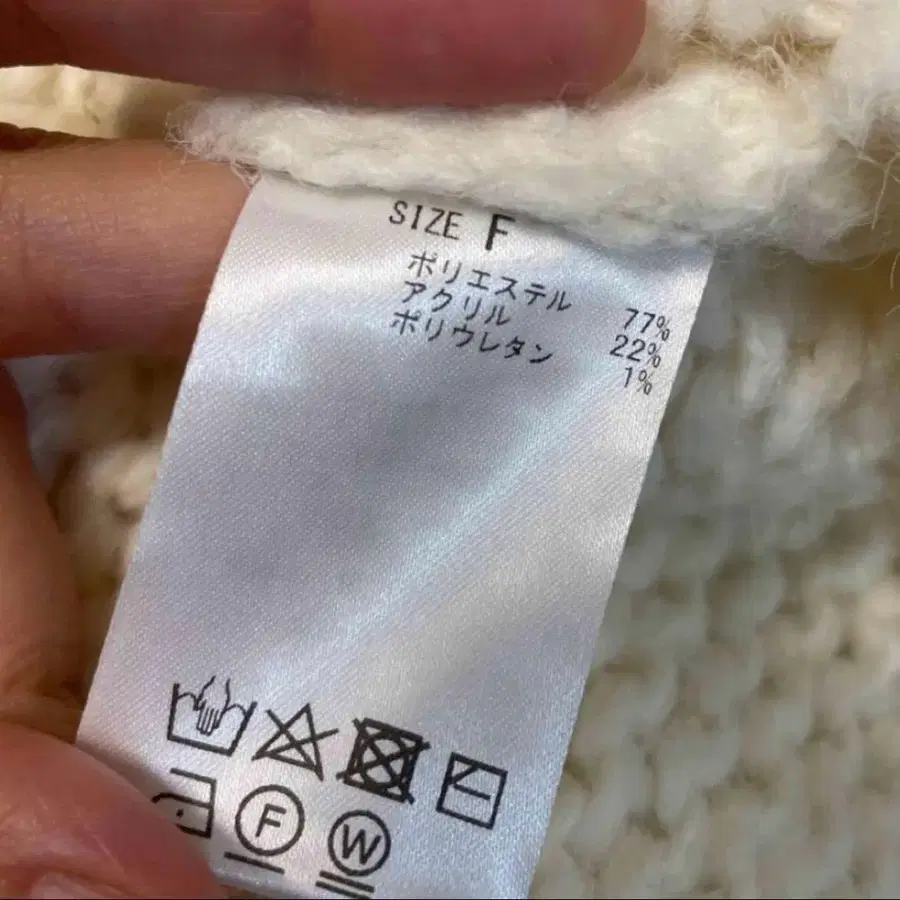 SIZE F
ポリエステル 77%
アクリル 22%
ポリウレタン 1%
F
W